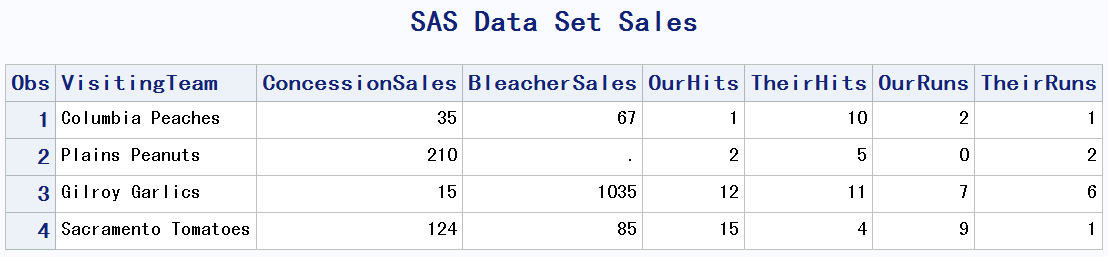 SAS Data Set Sales
Obs VisitingTeam ConcessionSales BleacherSales OurHits TheirHits OurRuns TheirRuns
1 Columbia Peaches 35 67 1 10 2 1
2 Plains Peanuts 210 . 2 5 0 2
3 Gilroy Garlics 15 1035 12 11 7 6
4 Sacramento Tomatoes 124 85 15 4 9 1